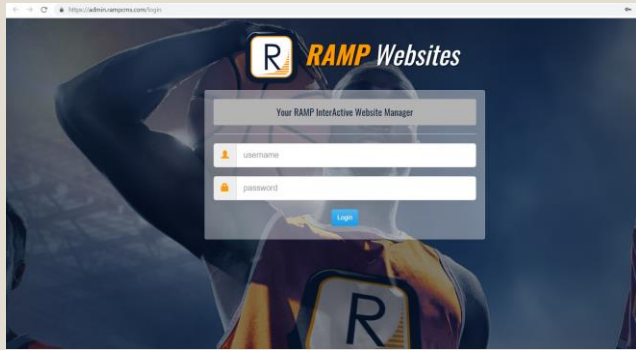 https://admin.rampcms.com/login
R RAMP Websites
Your RAMP InterActive Website Manager
username
password
Login
R